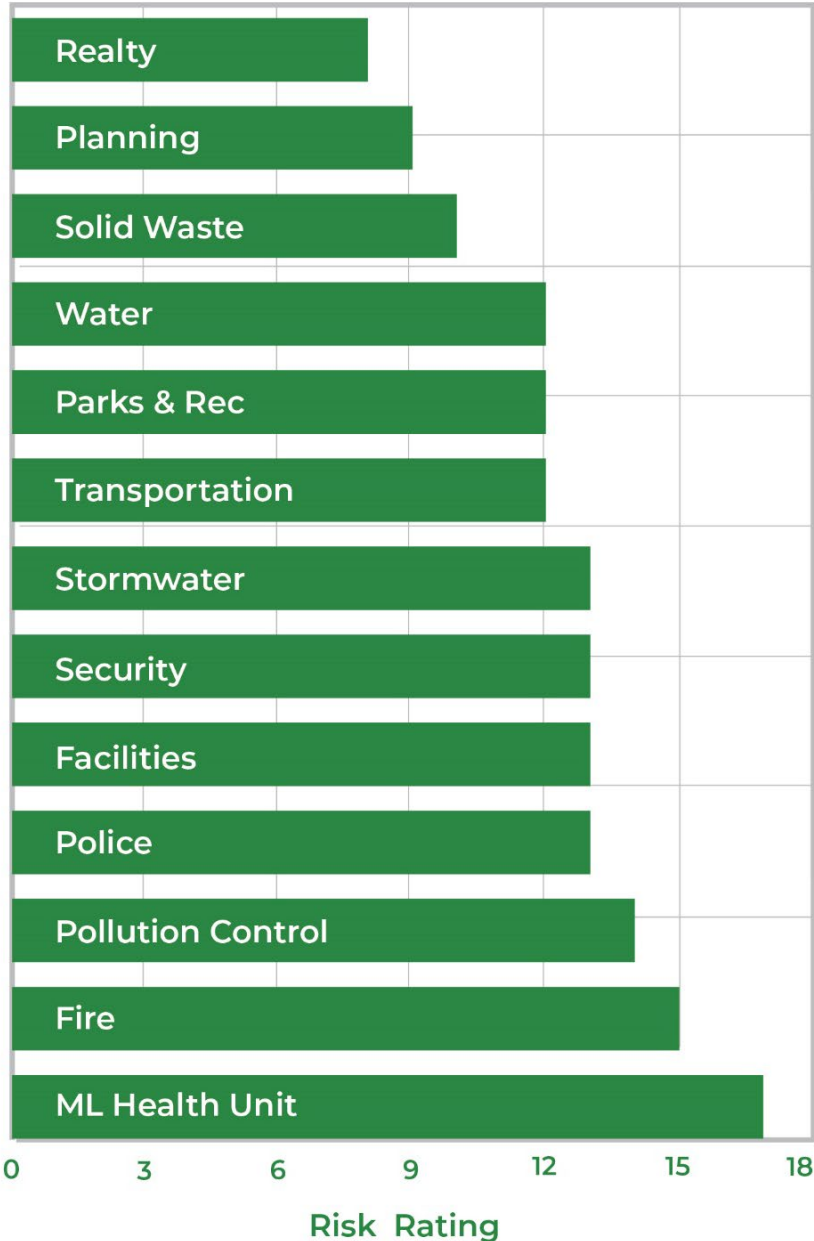 Realty
Planning
Solid Waste
Water
Parks & Rec
Transportation
Stormwater
Security
Facilities
Police
Pollution Control
Fire
ML Health Unit
0 3 6 9 12 15 18
Risk Rating